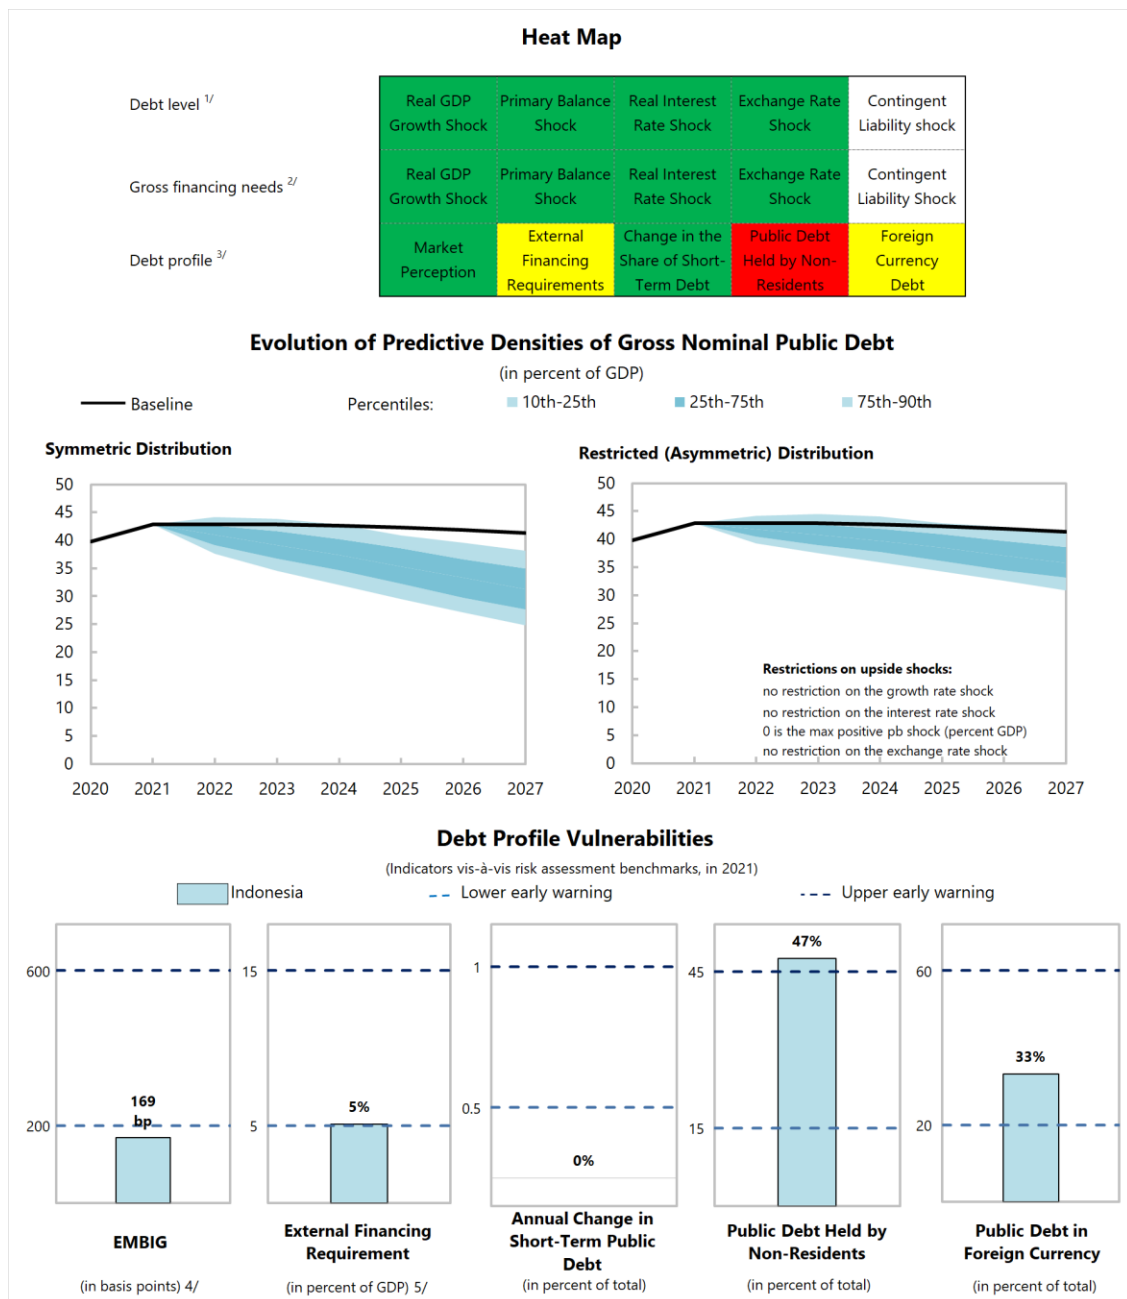 Heat Map
Debt level 1/
Real GDP
Growth Shock
Primary Balance
Shock
Real Interest
Rate Shock
Exchange Rate
Shock
Contingent
Liability shock
Gross financing needs 2/
Real GDP
Growth Shock
Primary Balance
Shock
Real Interest
Rate Shock
Exchange Rate
Shock
Contingent
Liability Shock
Debt profile 3/
Market
Perception
External
Financing
Requirements
Change in the
Share of Short-
Term Debt
Public Debt
Held by Non-
Residents
Foreign
Currency
Debt
Evolution of Predictive Densities of Gross Nominal Public Debt
(in percent of GDP)
Baseline
Percentiles:
10th-25th
25th-75th
75th-90th
Symmetric Distribution
50
45
40
35
30
25
20
15
10
5
0
2020 2021 2022 2023 2024 2025 2026 2027
Restricted (Asymmetric) Distribution
50
45
40
35
30
25
20
15
10
5
0
Restrictions on upside shocks:
no restriction on the growth rate shock
no restriction on the interest rate shock
0 is the max positive pb shock (percent GDP)
no restriction on the exchange rate shock
2020 2021 2022 2023 2024 2025 2026 2027
Debt Profile Vulnerabilities
(Indicators vis-à-vis risk assessment benchmarks, in 2021)
Indonesia
Lower early warning
Upper early warning
600
200
169
bp
EMBIG
(in basis points) 4/
15
5
5%
External Financing
Requirement
(in percent of GDP) 5/
1
0.5
0%
Annual Change in
Short-Term Public
Debt
(in percent of total)
45
15
47%
Public Debt Held by
Non-Residents
(in percent of total)
60
20
33%
Public Debt in
Foreign Currency
(in percent of total)